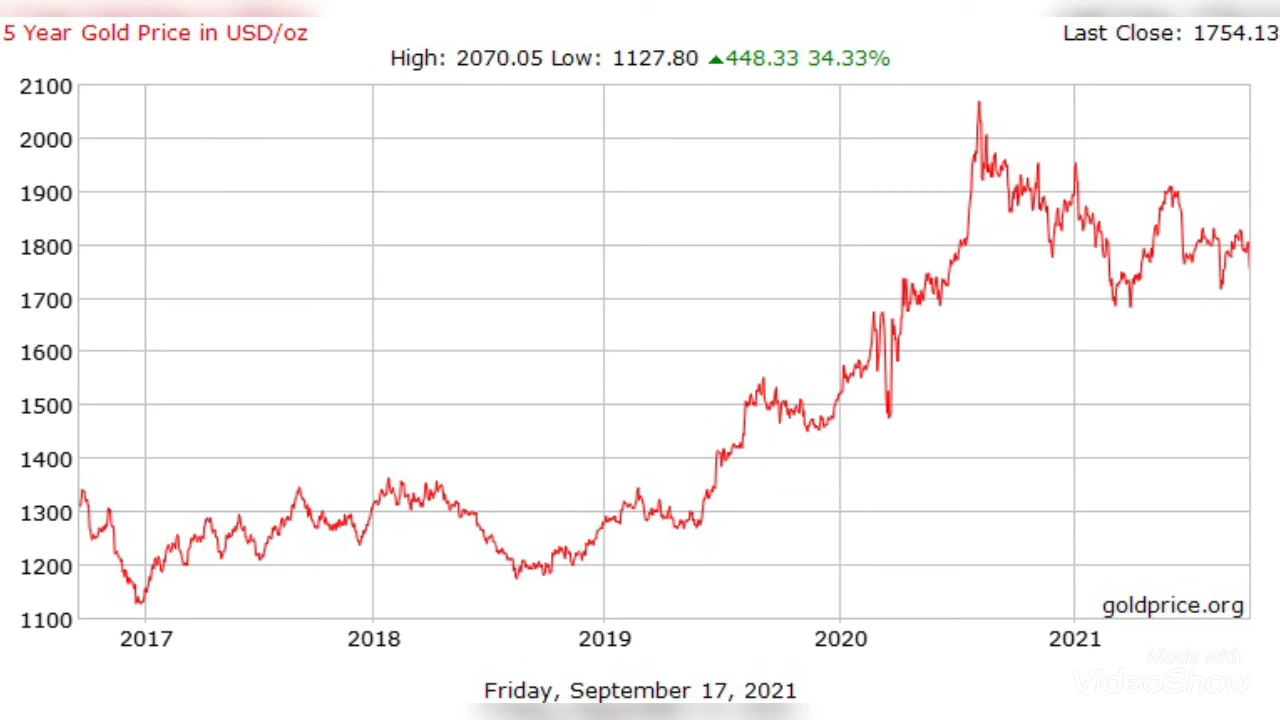 5 Year Gold Price in USD/oz
Last Close: 1754.13
High: 2070.05 Low: 1127.80 ▲448.33 34.33%
2100
2000
1900
1800
1700
1600
1500
1400
1300
1200
1100
goldprice.org
2017 2018 2019 2020 2021
Made with
VideoShow
Friday, September 17, 2021